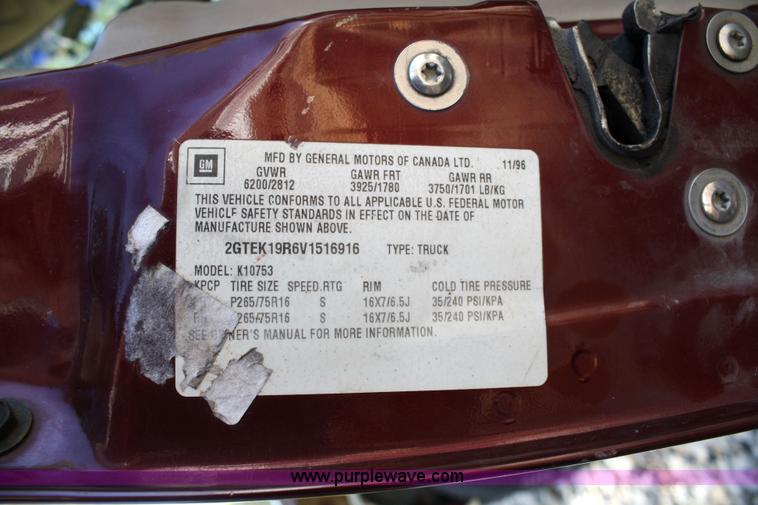 GM
MFD BY GENERAL MOTORS OF CANADA LTD. 11/96
GVWR GAWR FRT GAWR RR
6200/2812 3925/1780 3750/1701 LB/KG
THIS VEHICLE CONFORMS TO ALL APPLICABLE U.S. FEDERAL MOTOR
VEHICLE SAFETY STANDARDS IN EFFECT ON THE DATE OF
MANUFACTURE SHOWN ABOVE.
2GTEK19R6V1516916 TYPE: TRUCK
MODEL: K10753
KPCP TIRE SIZE SPEED RTG RIM COLD TIRE PRESSURE
P265/75R16 S 16X7/6.5J 35/240 PSI/KPA
265/75R16 S 16X7/6.5J 35/240 PSI/KPA
SEE OWNER'S MANUAL FOR MORE INFORMATION.
www.purplewave.com